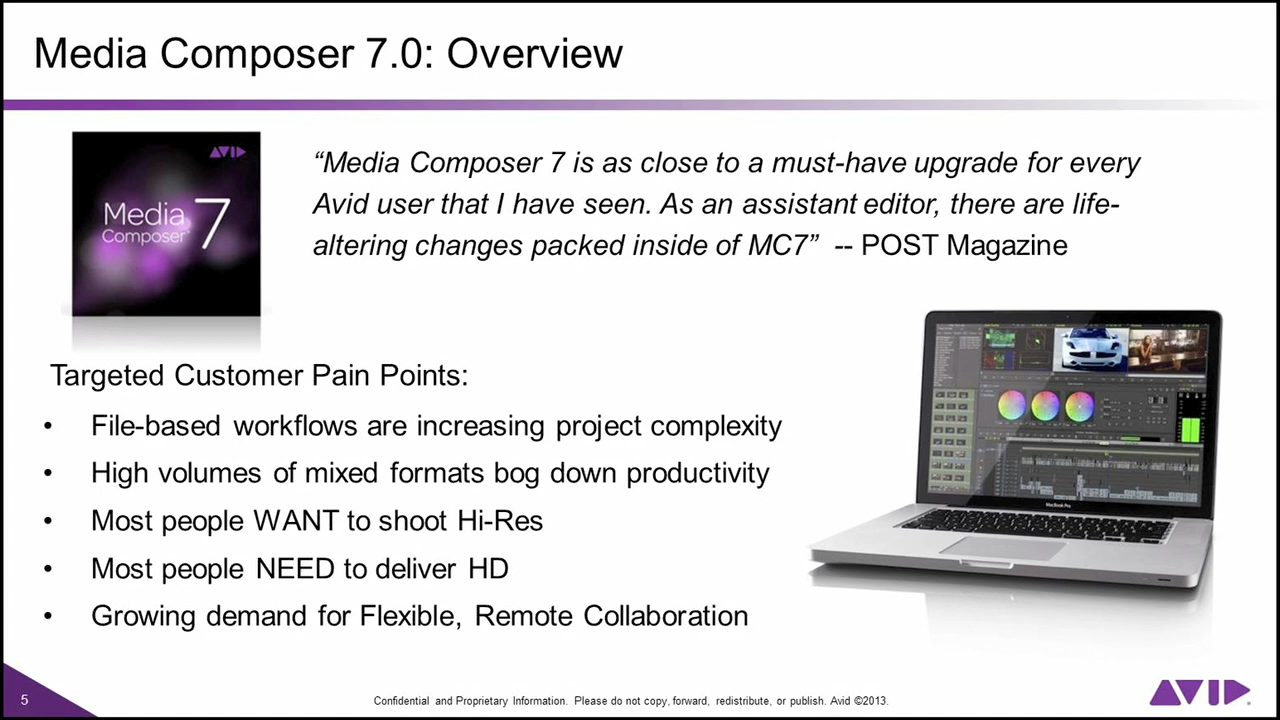 Media Composer 7.0: Overview
AVID
Media
Composer
7
“Media Composer 7 is as close to a must-have upgrade for every
Avid user that I have seen. As an assistant editor, there are life-
altering changes packed inside of MC7” -- POST Magazine
Targeted Customer Pain Points:
• File-based workflows are increasing project complexity
• High volumes of mixed formats bog down productivity
• Most people WANT to shoot Hi-Res
• Most people NEED to deliver HD
• Growing demand for Flexible, Remote Collaboration
MacBook Pro
5
Confidential and Proprietary Information. Please do not copy, forward, redistribute, or publish. Avid ©2013.
AVID